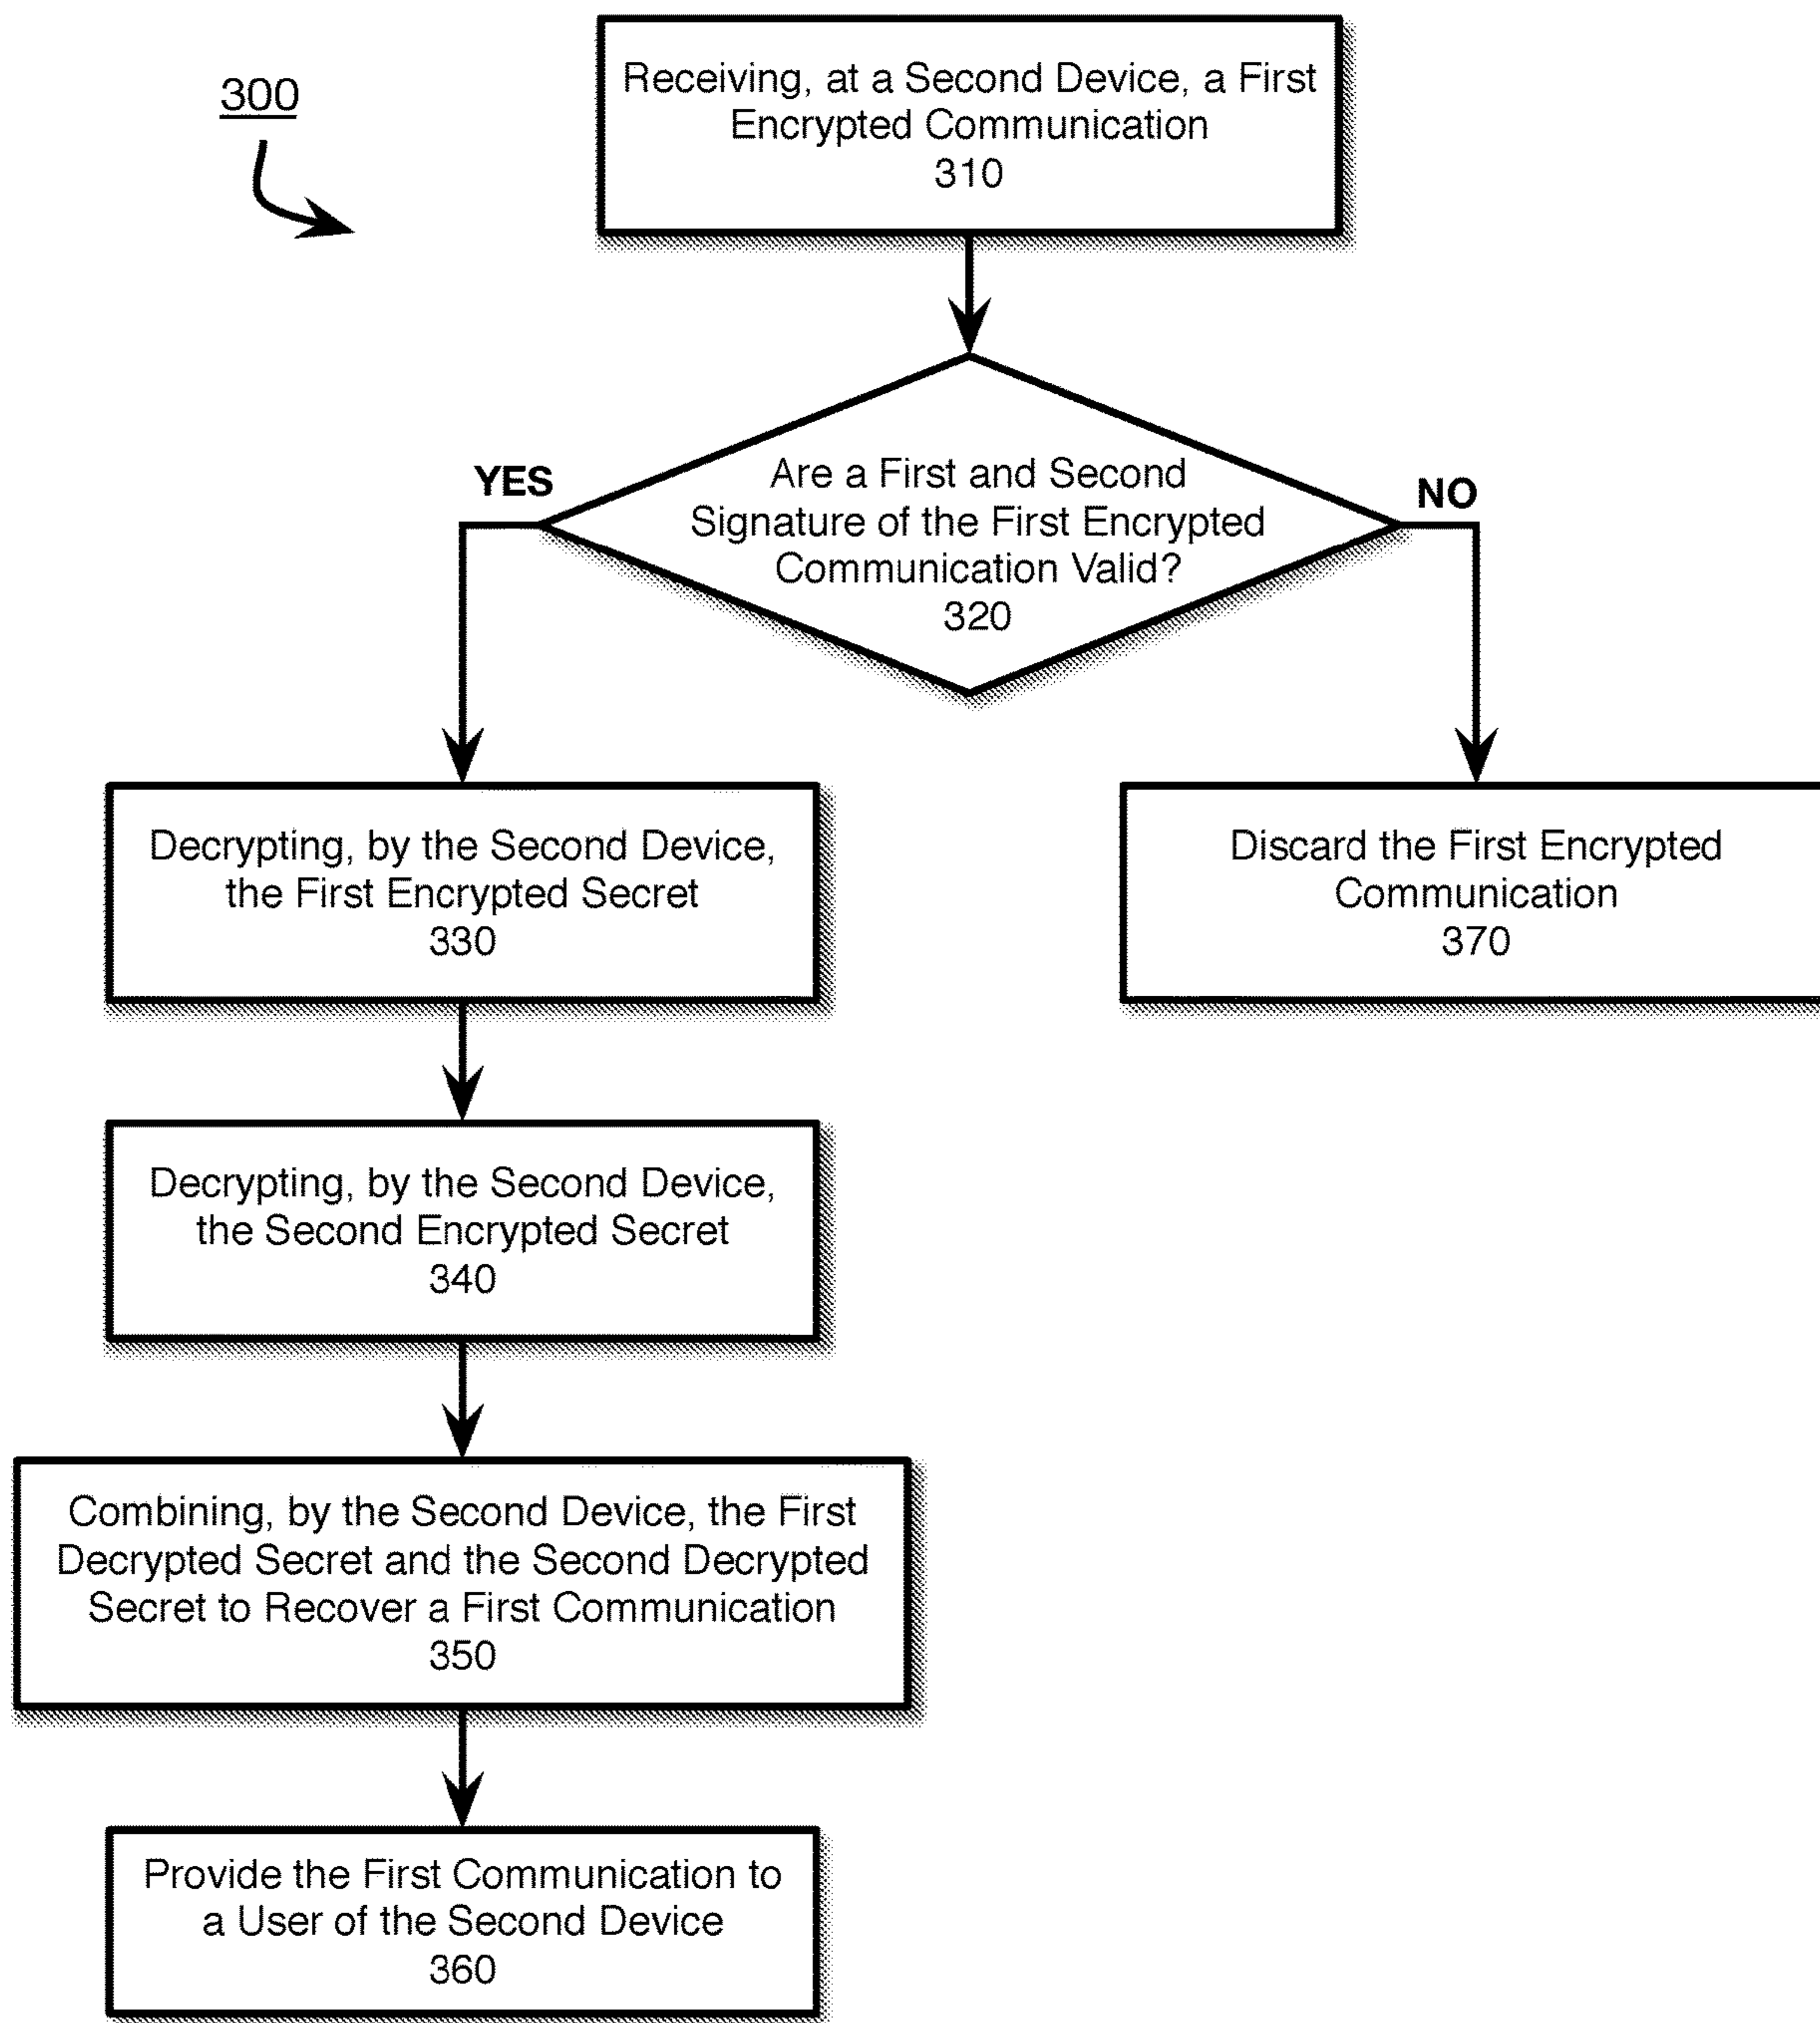 300
Receiving, at a Second Device, a First
Encrypted Communication
310
Are a First and Second
Signature of the First Encrypted
Communication Valid?
320
YES
NO
Decrypting, by the Second Device,
the First Encrypted Secret
330
Discard the First Encrypted
Communication
370
Decrypting, by the Second Device,
the Second Encrypted Secret
340
Combining, by the Second Device, the First
Decrypted Secret and the Second Decrypted
Secret to Recover a First Communication
350
Provide the First Communication to
a User of the Second Device
360